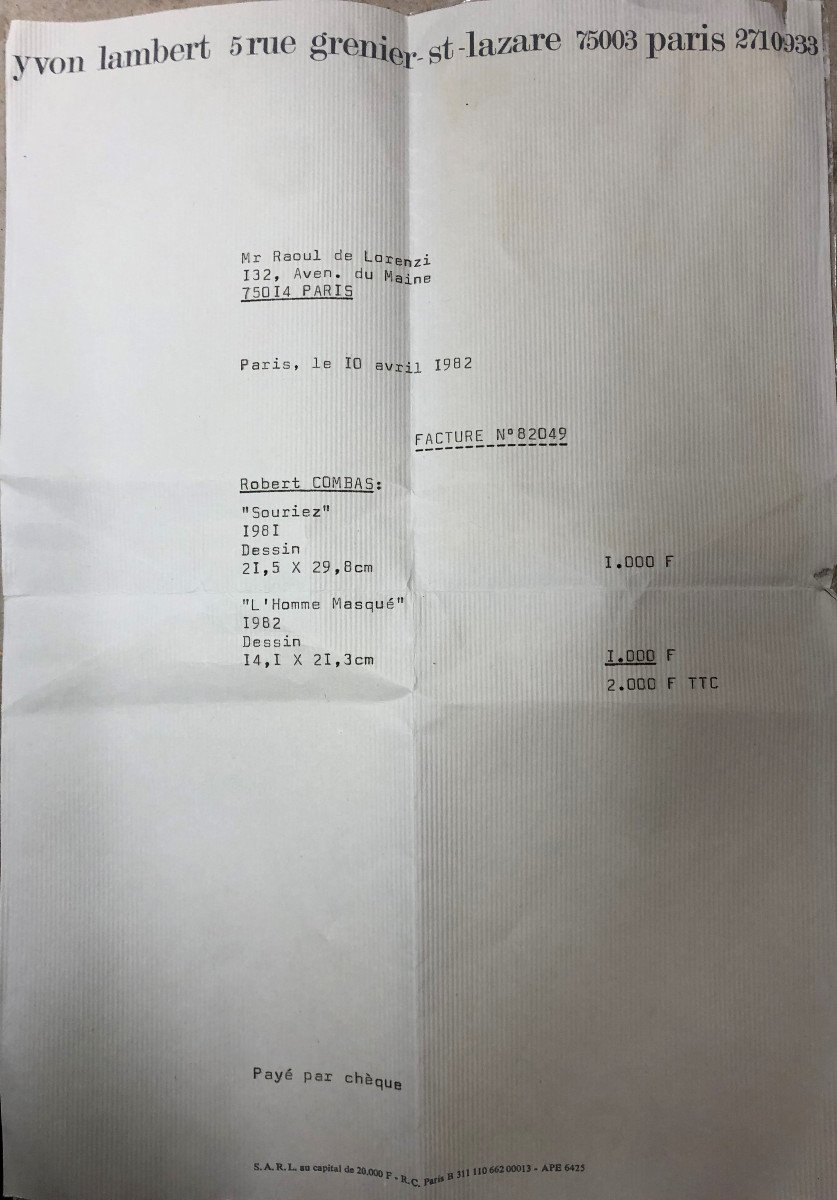 yvon lambert 5 rue grenier-st-lazare 75003 paris 2710933
Mr Raoul de Lorenzi
I32, Aven. du Maine
750I4 PARIS
Paris, le IO avril I982
FACTURE N°82049
Robert COMBAS:
"Souriez"
I98I
Dessin
2I,5 X 29,8cm I.000 F
"L'Homme Masqué"
I982
Dessin
I4,I X 2I,3cm I.000 F
2.000 F TTC
Payé par chèque
S.A.R.L. au capital de 20.000 F - R.C. Paris B 311 110 662 00013 - APE 6425